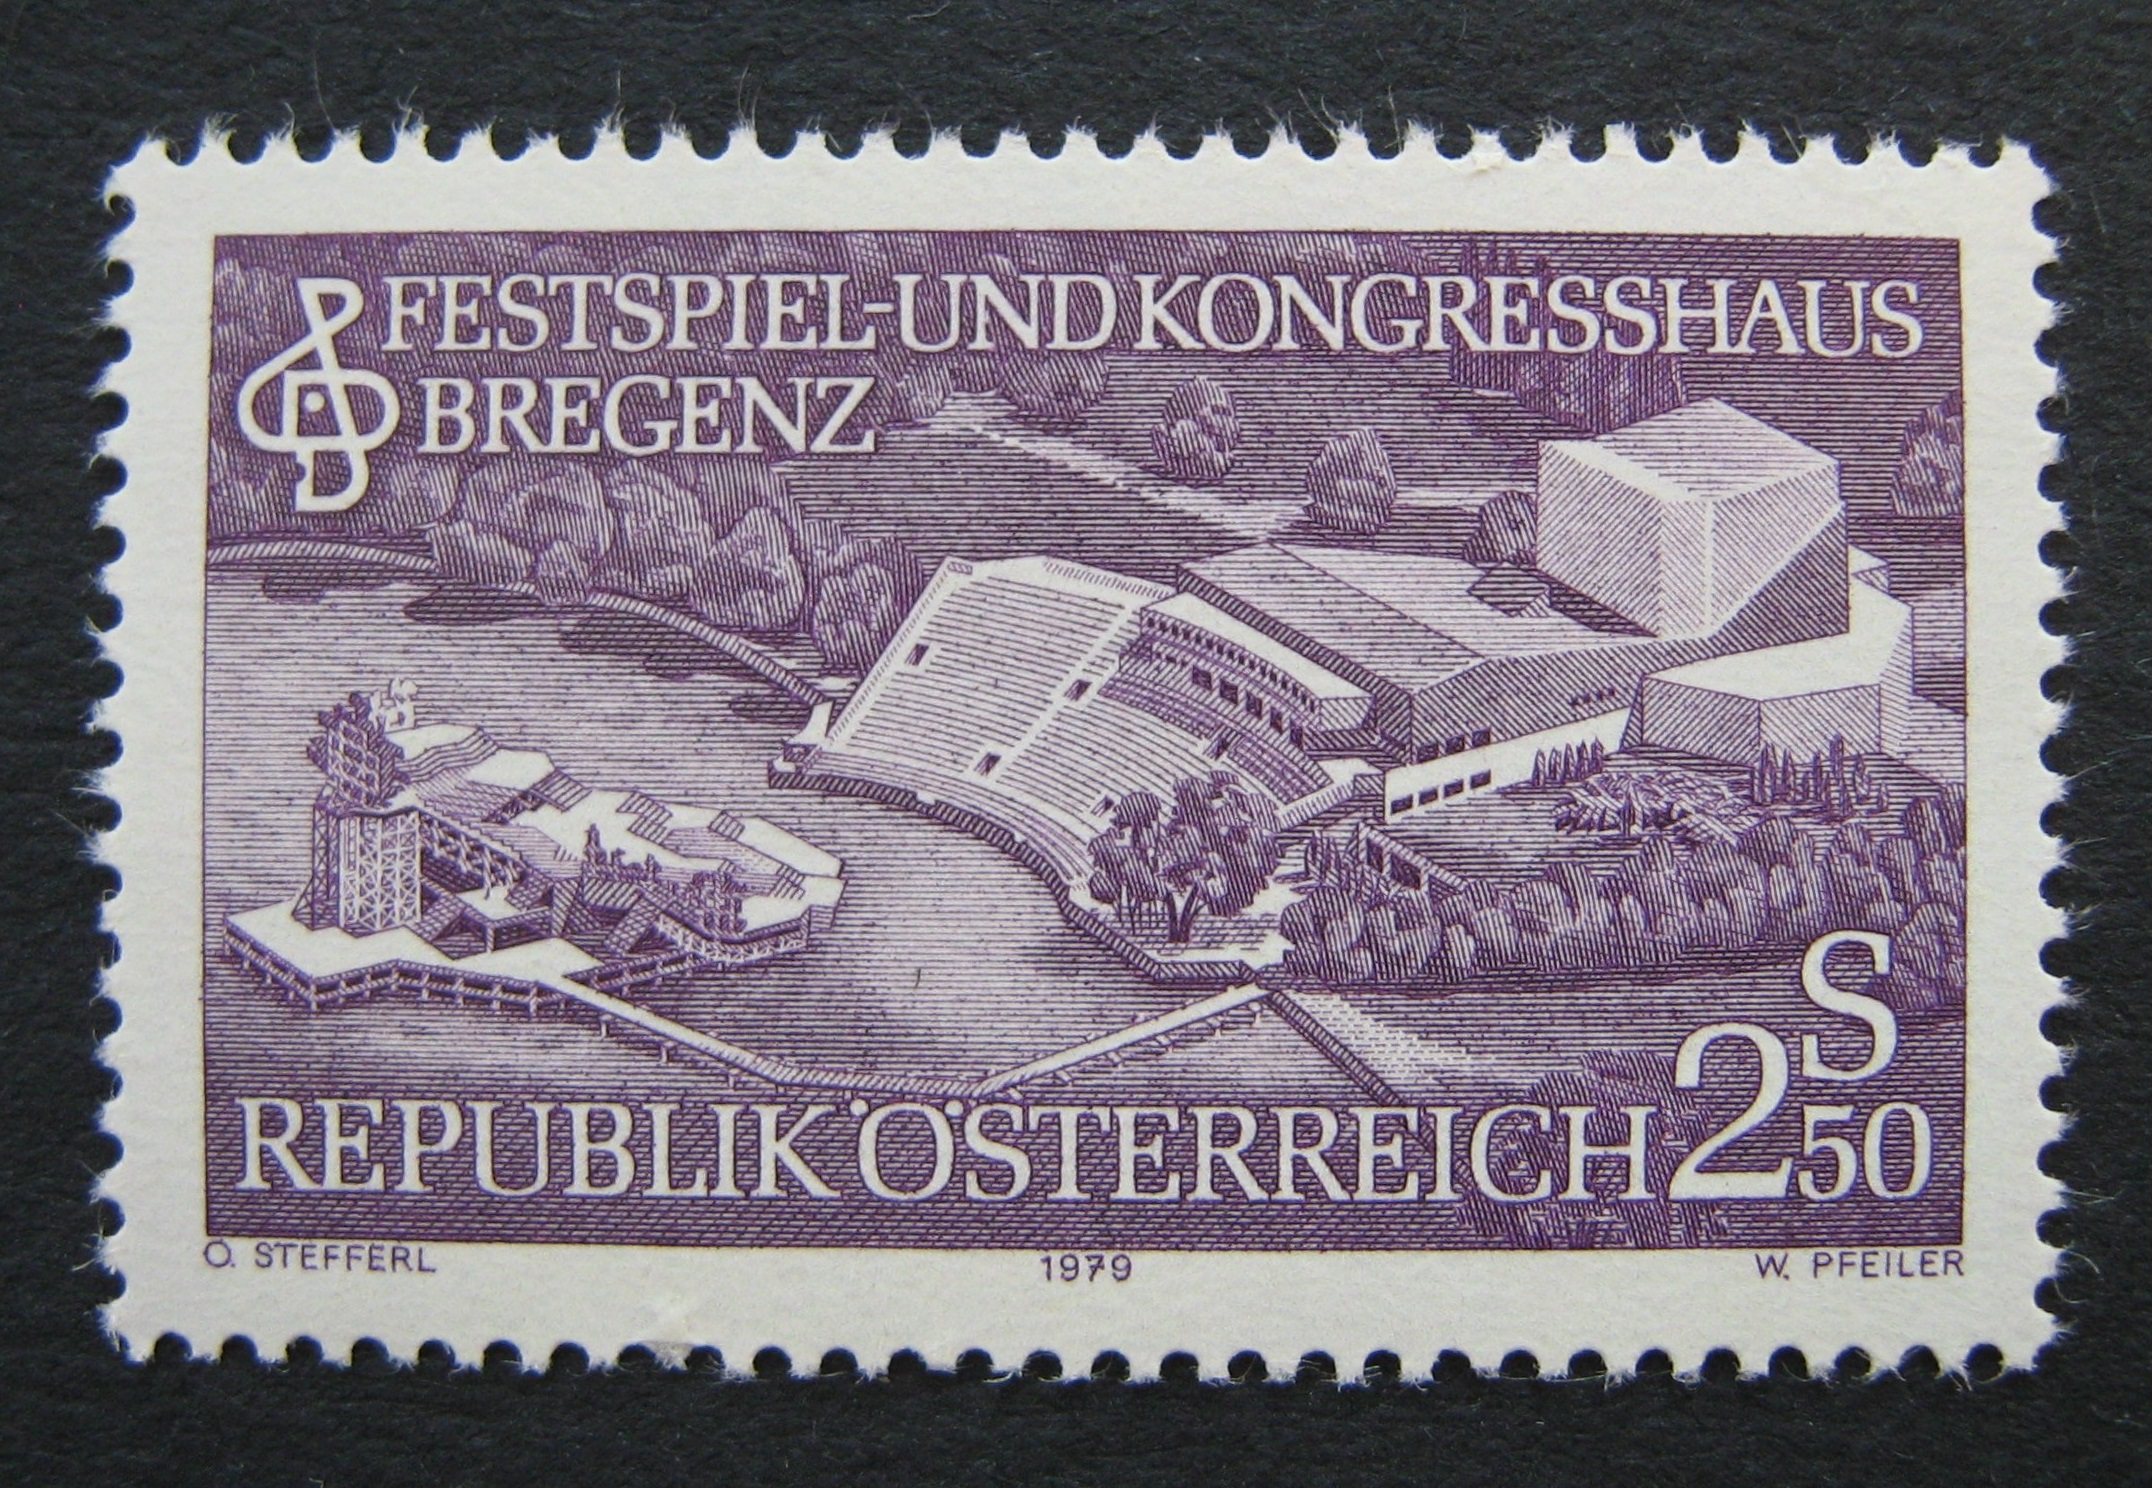 FESTSPIEL-UND KONGRESSHAUS
BREGENZ
REPUBLIK ÖSTERREICH S 2 50
O. STEFFERL 1979 W. PFEILER